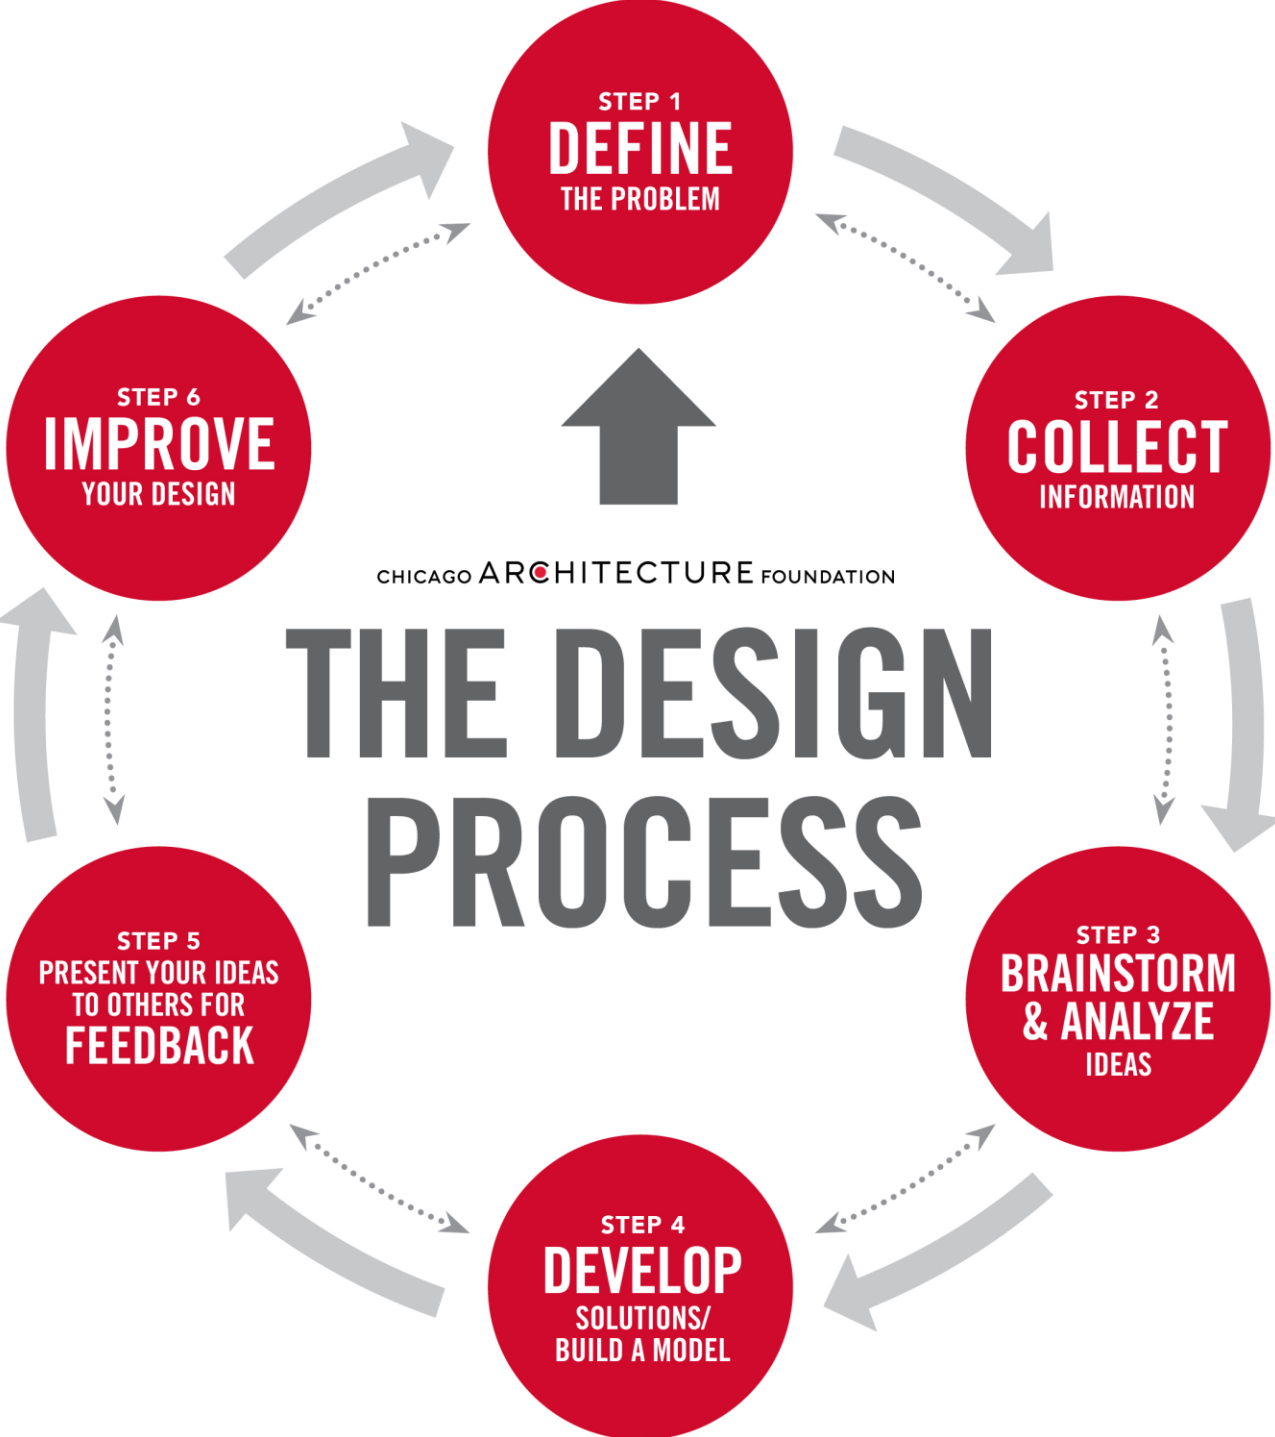 STEP 1
DEFINE
THE PROBLEM
STEP 2
COLLECT
INFORMATION
STEP 3
BRAINSTORM
& ANALYZE
IDEAS
STEP 4
DEVELOP
SOLUTIONS/
BUILD A MODEL
STEP 5
PRESENT YOUR IDEAS
TO OTHERS FOR
FEEDBACK
STEP 6
IMPROVE
YOUR DESIGN
CHICAGO ARCHITECTURE FOUNDATION
THE DESIGN
PROCESS